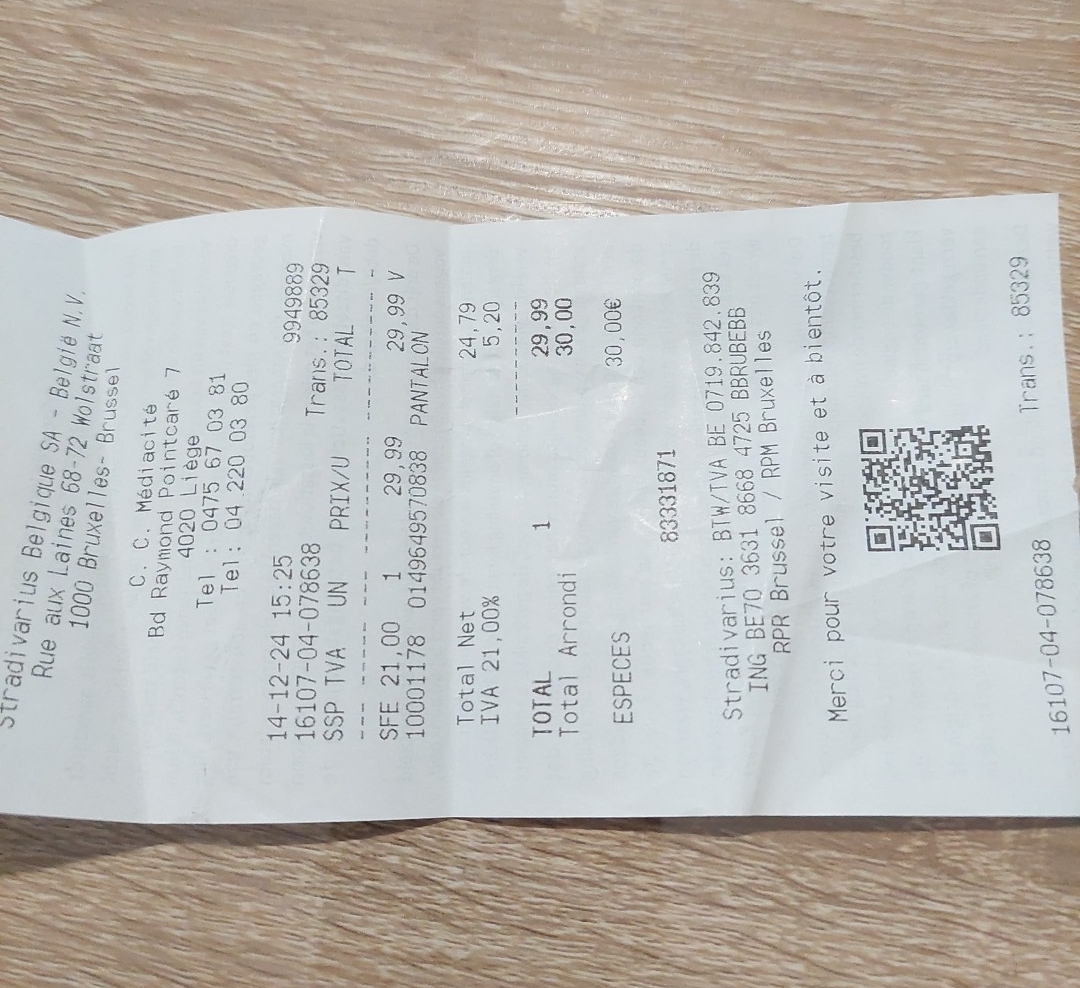 Stradivarius Belgique SA - België N.V.
Rue aux Laines 68-72 Wolstraat
1000 Bruxelles- Brussel
C. C. Médiacité
Bd Raymond Pointcaré 7
4020 Liége
Tel : 0475 67 03 81
Tel : 04 220 03 80
14-12-24 15:25 9949889
16107-04-078638 Trans.: 85329
SSP TVA UN PRIX/U TOTAL T
SFE 21,00 1 29,99 29,99 V
10001178 0149649570838 PANTALON
Total Net 24,79
IVA 21,00% 5,20
TOTAL 1 29,99
Total Arrondi 30,00
ESPECES 30,00€
83331871
Stradivarius: BTW/TVA BE 0719.842.839
ING BE70 3631 8668 4725 BBRUBEBB
RPR Brussel / RPM Bruxelles
Merci pour votre visite et à bientôt.
16107-04-078638 Trans.: 85329